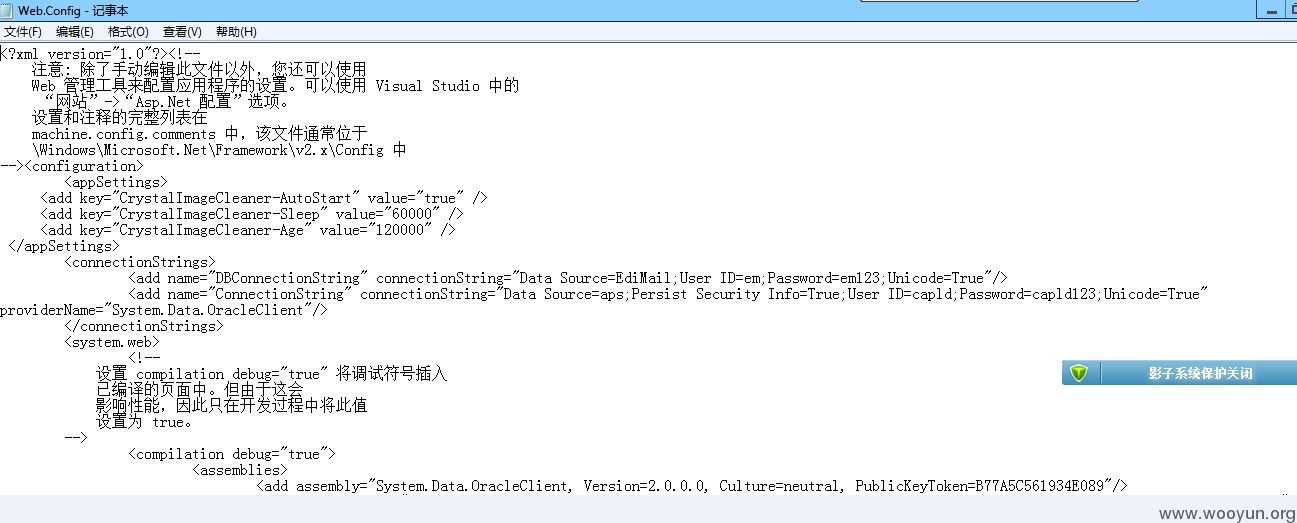 Web.Config - 记事本
文件(F) 编辑(E) 格式(O) 查看(V) 帮助(H)
<?xml version="1.0"?><!--
注意: 除了手动编辑此文件以外，您还可以使用
Web 管理工具来配置应用程序的设置。可以使用 Visual Studio 中的
“网站”->“Asp.Net 配置”选项。
设置和注释的完整列表在
machine.config.comments 中，该文件通常位于
\Windows\Microsoft.Net\Framework\v2.x\Config 中
--><configuration>
<appSettings>
<add key="CrystalImageCleaner-AutoStart" value="true" />
<add key="CrystalImageCleaner-Sleep" value="60000" />
<add key="CrystalImageCleaner-Age" value="120000" />
</appSettings>
<connectionStrings>
<add name="DBConnectionString" connectionString="Data Source=EdiMail;User ID=em;Password=em123;Unicode=True"/>
<add name="ConnectionString" connectionString="Data Source=aps;Persist Security Info=True;User ID=capld;Password=capld123;Unicode=True"
providerName="System.Data.OracleClient"/>
</connectionStrings>
<system.web>
<!--
设置 compilation debug="true" 将调试符号插入
已编译的页面中。但由于这会
影响性能，因此只在开发过程中将此值
设置为 true。
-->
<compilation debug="true">
<assemblies>
<add assembly="System.Data.OracleClient, Version=2.0.0.0, Culture=neutral, PublicKeyToken=B77A5C561934E089"/>
影子系统保护关闭
www.wooyun.org